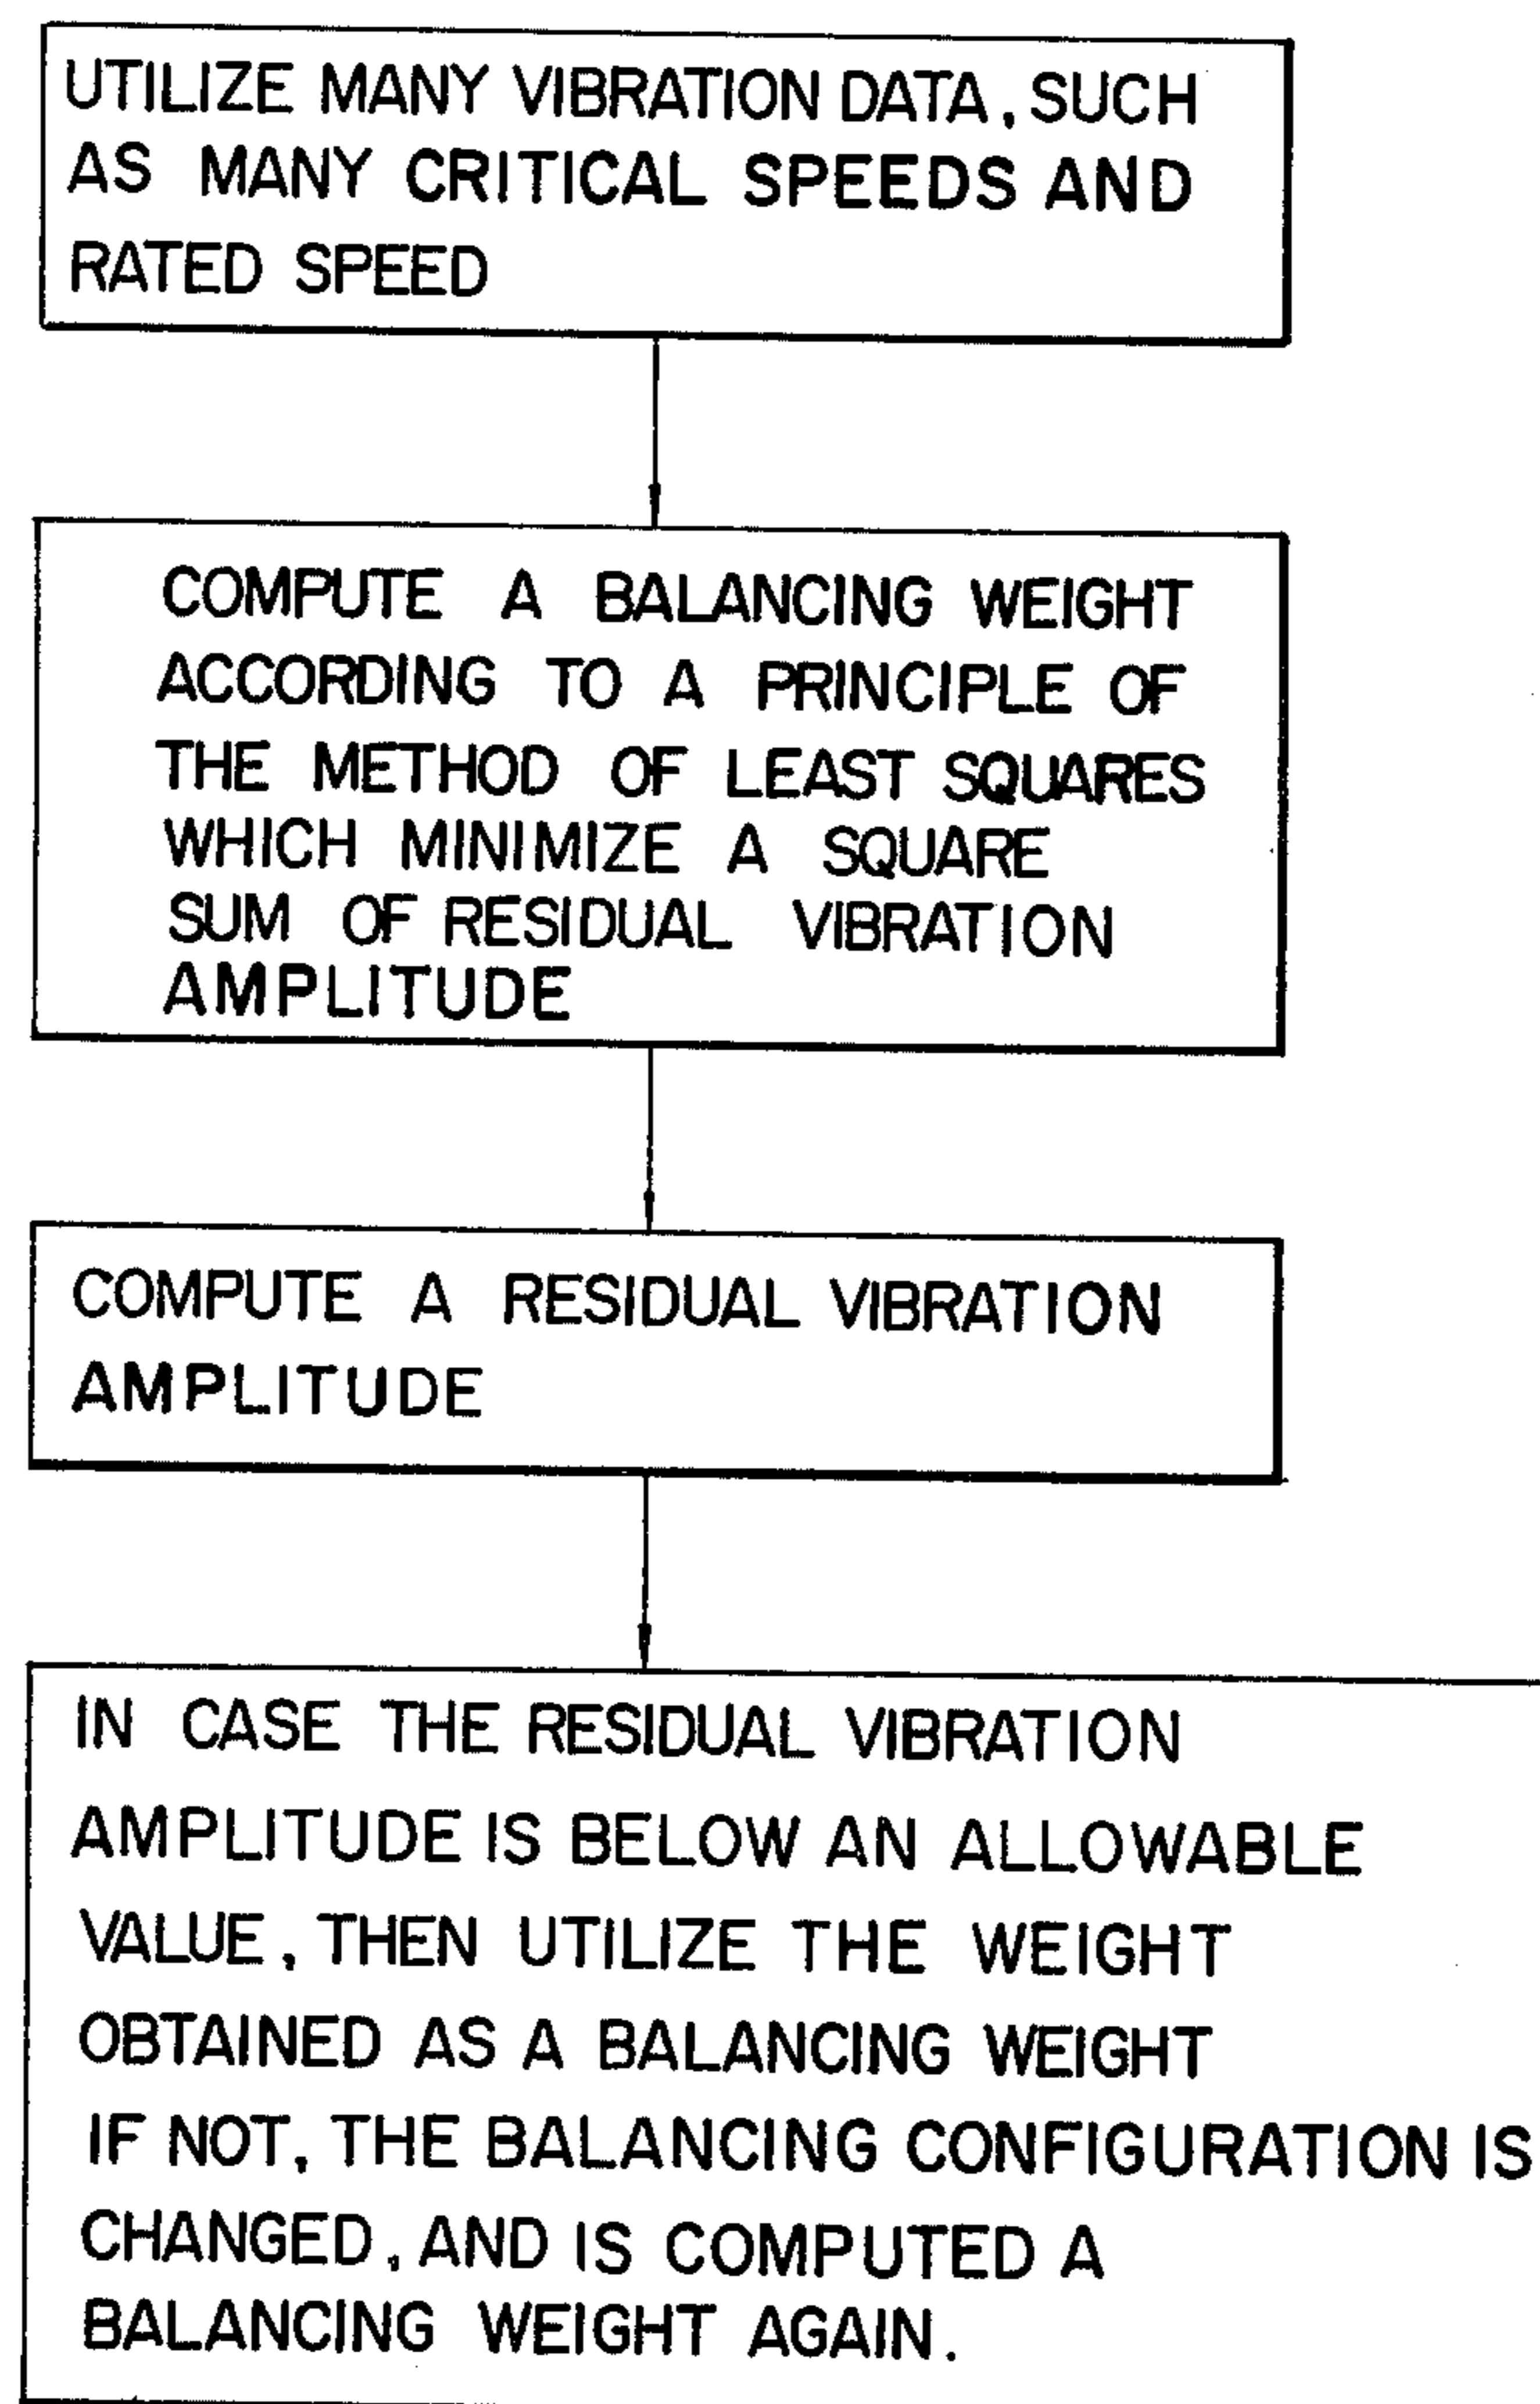 UTILIZE MANY VIBRATION DATA, SUCH
AS MANY CRITICAL SPEEDS AND
RATED SPEED
COMPUTE A BALANCING WEIGHT
ACCORDING TO A PRINCIPLE OF
THE METHOD OF LEAST SQUARES
WHICH MINIMIZE A SQUARE
SUM OF RESIDUAL VIBRATION
AMPLITUDE
COMPUTE A RESIDUAL VIBRATION
AMPLITUDE
IN CASE THE RESIDUAL VIBRATION
AMPLITUDE IS BELOW AN ALLOWABLE
VALUE, THEN UTILIZE THE WEIGHT
OBTAINED AS A BALANCING WEIGHT
IF NOT, THE BALANCING CONFIGURATION IS
CHANGED, AND IS COMPUTED A
BALANCING WEIGHT AGAIN.